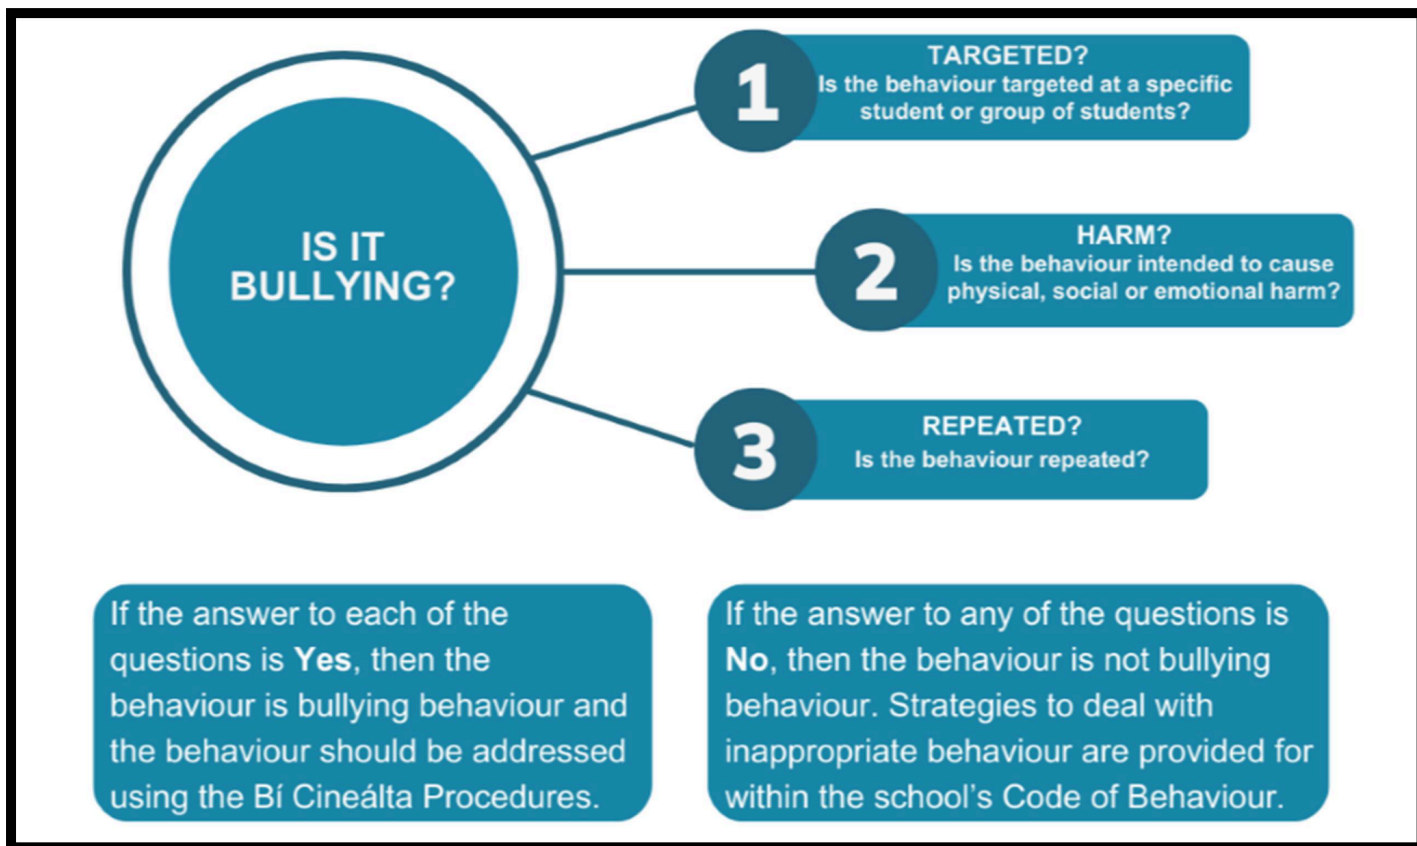 IS IT
BULLYING?
1
TARGETED?
Is the behaviour targeted at a specific
student or group of students?
2
HARM?
Is the behaviour intended to cause
physical, social or emotional harm?
3
REPEATED?
Is the behaviour repeated?
If the answer to each of the
questions is Yes, then the
behaviour is bullying behaviour and
the behaviour should be addressed
using the Bí Cineálta Procedures.
If the answer to any of the questions is
No, then the behaviour is not bullying
behaviour. Strategies to deal with
inappropriate behaviour are provided for
within the school’s Code of Behaviour.